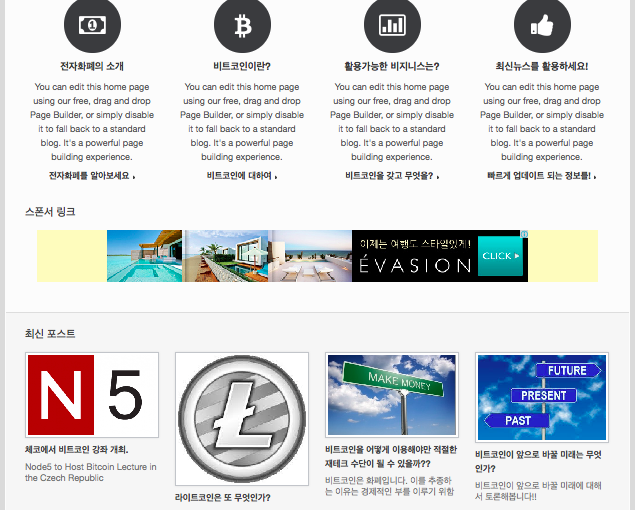 전자화폐의 소개
You can edit this home page
using our free, drag and drop
Page Builder, or simply disable
it to fall back to a standard
blog. It's a powerful page
building experience.
전자화폐를 알아보세요
비트코인이란?
You can edit this home page
using our free, drag and drop
Page Builder, or simply disable
it to fall back to a standard
blog. It's a powerful page
building experience.
비트코인에 대하여
활용가능한 비지니스는?
You can edit this home page
using our free, drag and drop
Page Builder, or simply disable
it to fall back to a standard
blog. It's a powerful page
building experience.
비트코인을 갖고 무엇을?
최신뉴스를 활용하세요!
You can edit this home page
using our free, drag and drop
Page Builder, or simply disable
it to fall back to a standard
blog. It's a powerful page
building experience.
빠르게 업데이트 되는 정보를!
스폰서 링크
이제는 여행도 스타일있게!
ÉVASION
CLICK
최신 포스트
N 5
체코에서 비트코인 강좌 개최.
Node5 to Host Bitcoin Lecture in
the Czech Republic
라이트코인은 또 무엇인가?
MAKE MONEY
비트코인을 어떻게 이용해야만 적절한
재테크 수단이 될 수 있을까??
비트코인은 화폐입니다. 이를 추종하
는 이유는 경제적인 부를 이루기 위함
FUTURE
PRESENT
PAST
비트코인이 앞으로 바꿀 미래는 무엇
인가?
비트코인이 앞으로 바꿀 미래에 대해
서 토론해봅니다!!